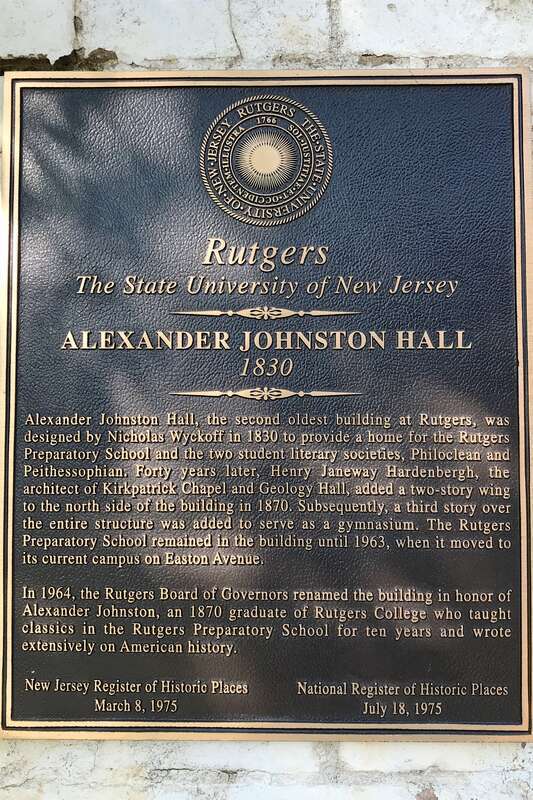 RUTGERS · THE · STATE · UNIVERSITY · OF · NEW · JERSEY
SOL · IUSTITIAE · ET · OCCIDENTEM · ILLUSTRA
1766
Rutgers
The State University of New Jersey
ALEXANDER JOHNSTON HALL
1830
Alexander Johnston Hall, the second oldest building at Rutgers, was
designed by Nicholas Wyckoff in 1830 to provide a home for the Rutgers
Preparatory School and the two student literary societies, Philoclean and
Peithessophian. Forty years later, Henry Janeway Hardenbergh, the
architect of Kirkpatrick Chapel and Geology Hall, added a two-story wing
to the north side of the building in 1870. Subsequently, a third story over
the entire structure was added to serve as a gymnasium. The Rutgers
Preparatory School remained in the building until 1963, when it moved to
its current campus on Easton Avenue.
In 1964, the Rutgers Board of Governors renamed the building in honor of
Alexander Johnston, an 1870 graduate of Rutgers College who taught
classics in the Rutgers Preparatory School for ten years and wrote
extensively on American history.
New Jersey Register of Historic Places
March 8, 1975
National Register of Historic Places
July 18, 1975